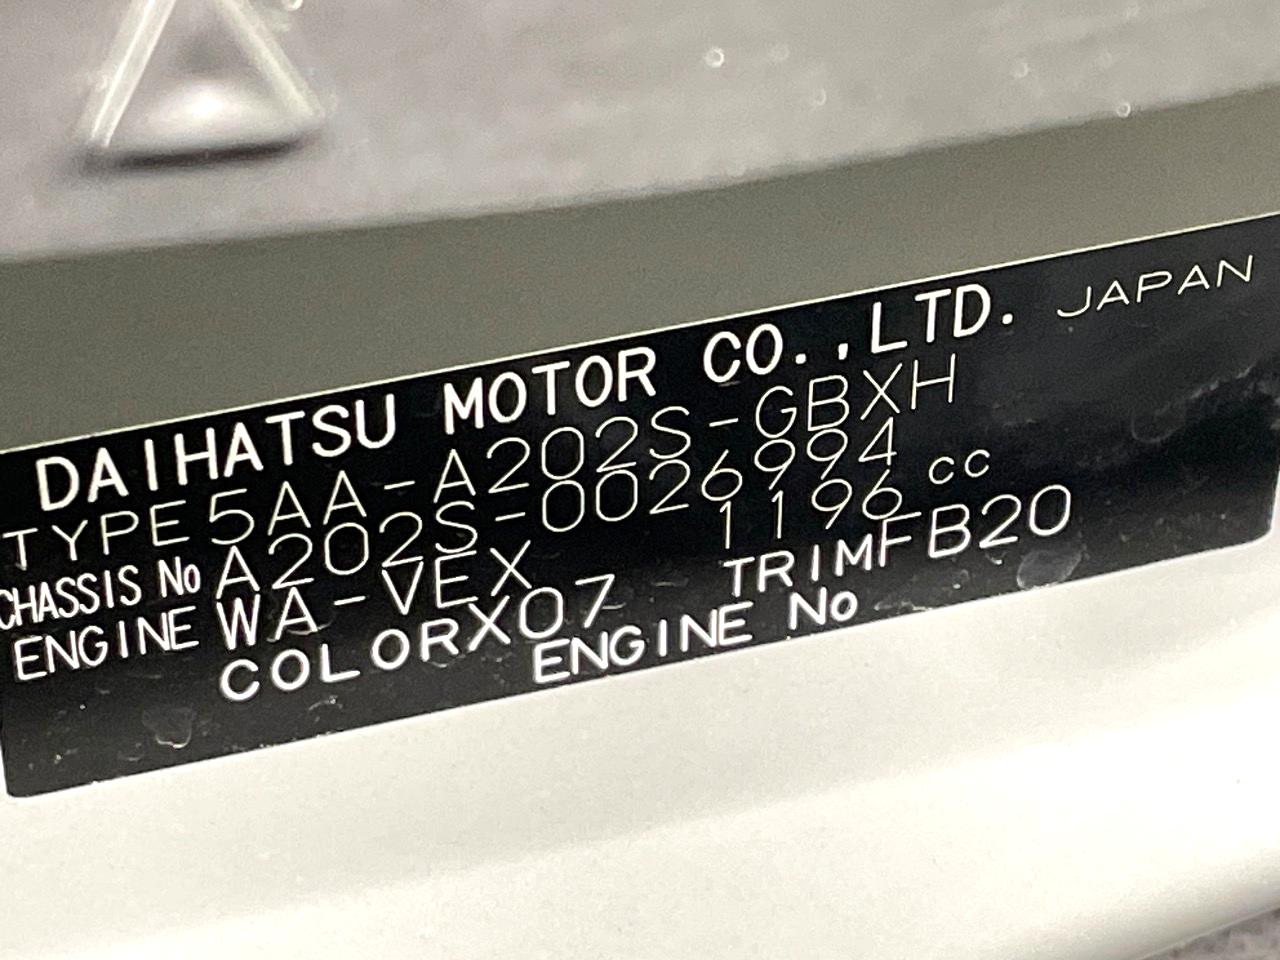 DAIHATSU MOTOR CO.,LTD. JAPAN
TYPE 5AA-A202S-GBXH
CHASSIS No A202S-0026994
ENGINE WA-VEX 1196 cc
COLOR X07 TRIM FB20
ENGINE No